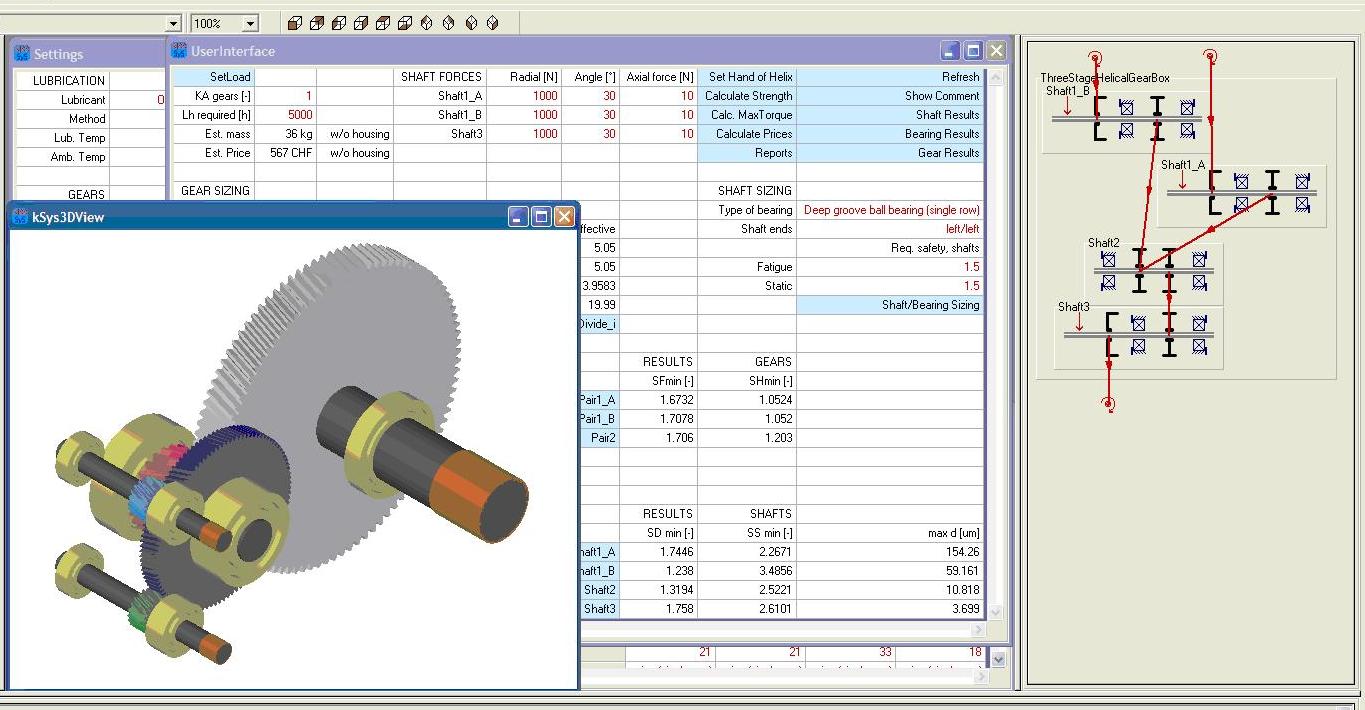 100%
Settings
LUBRICATION
Lubricant 0
Method
Lub. Temp
Amb. Temp
GEARS
UserInterface
SetLoad SHAFT FORCES Radial [N] Angle [°] Axial force [N] Set Hand of Helix Refresh
KA gears [-] 1 Shaft1_A 1000 30 10 Calculate Strength Show Comment
Lh required [h] 5000 Shaft1_B 1000 30 10 Calc. MaxTorque Shaft Results
Est. mass 36 kg w/o housing Shaft3 1000 30 10 Calculate Prices Bearing Results
Est. Price 567 CHF w/o housing Reports Gear Results
GEAR SIZING SHAFT SIZING
Type of bearing Deep groove ball bearing (single row)
ffective Shaft ends left/left
5.05 Req. safety, shafts
5.05 Fatigue 1.5
3.9583 Static 1.5
19.99 Shaft/Bearing Sizing
Divide_i
RESULTS GEARS
SFmin [-] SHmin [-]
Pair1_A 1.6732 1.0524
Pair1_B 1.7078 1.052
Pair2 1.706 1.203
RESULTS SHAFTS
SD min [-] SS min [-] max d [um]
haft1_A 1.7446 2.2671 154.26
haft1_B 1.238 3.4856 59.161
Shaft2 1.3194 2.5221 10.818
Shaft3 1.758 2.6101 3.699
21 21 33 18
kSys3DView
ThreeStageHelicalGearBox
Shaft1_B
Shaft1_A
Shaft2
Shaft3